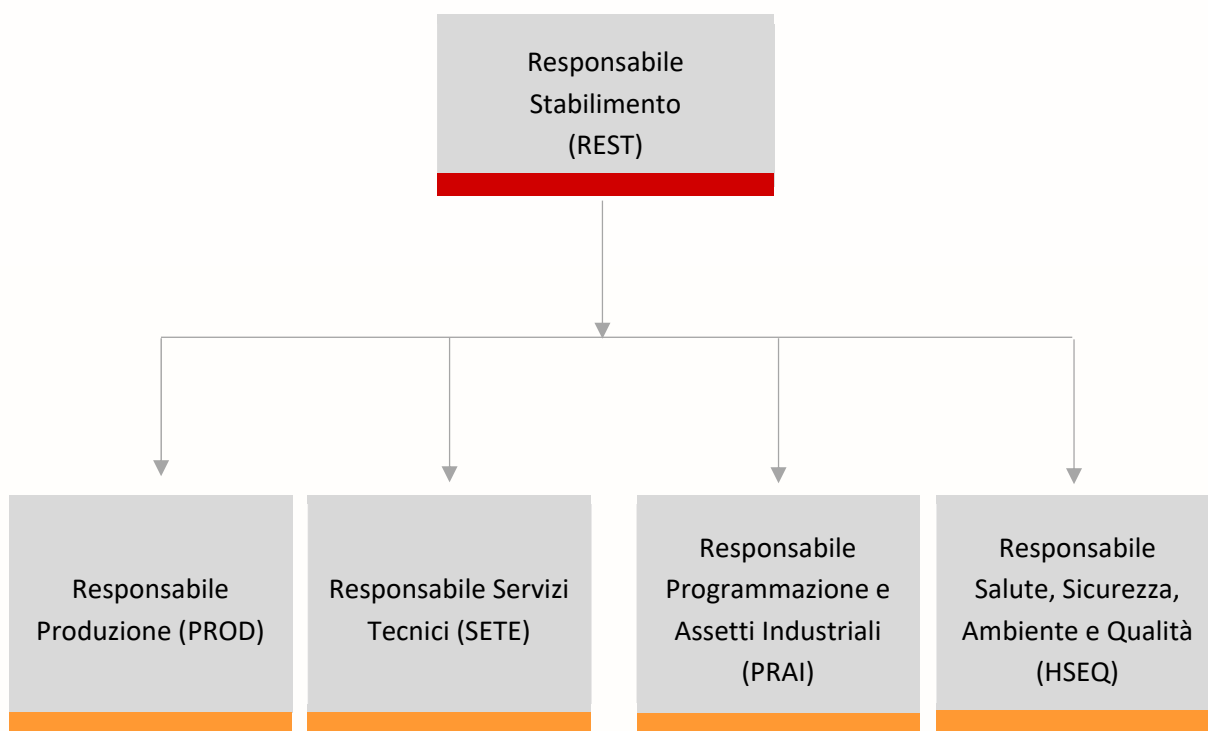 Responsabile
Stabilimento
(REST)
Responsabile
Produzione (PROD)
Responsabile Servizi
Tecnici (SETE)
Responsabile
Programmazione e
Assetti Industriali
(PRAI)
Responsabile
Salute, Sicurezza,
Ambiente e Qualità
(HSEQ)